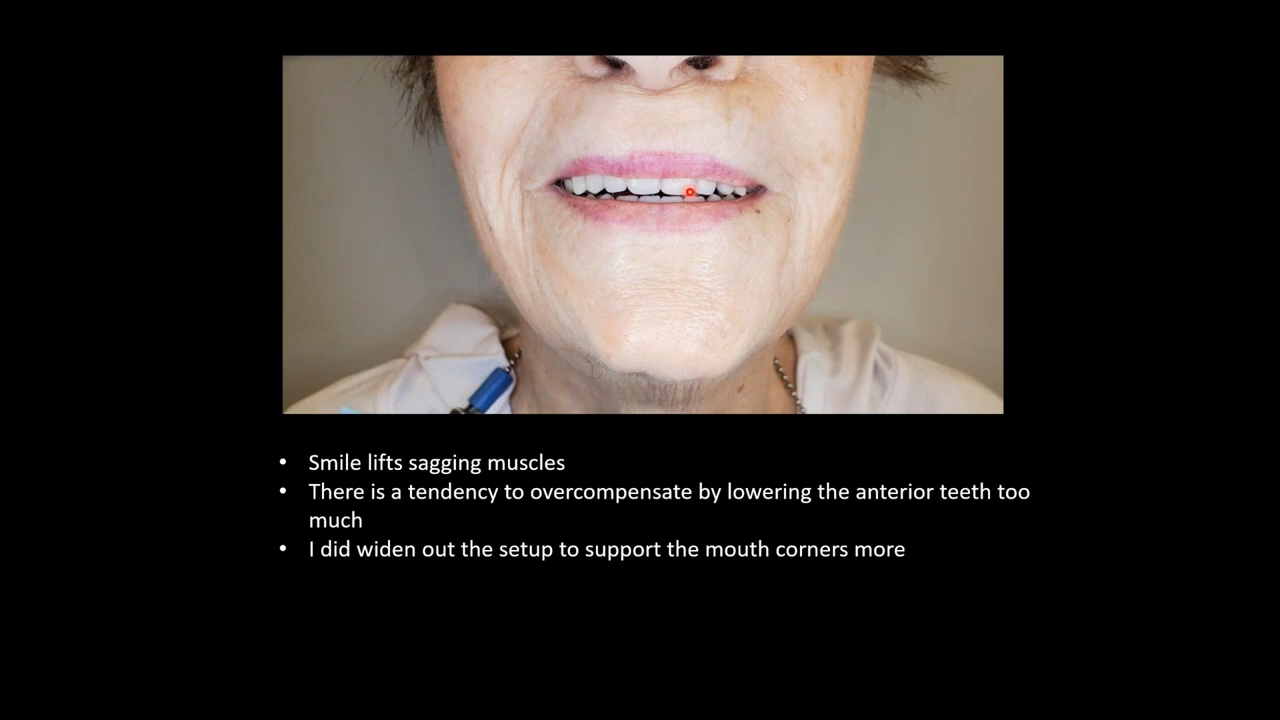 • Smile lifts sagging muscles
• There is a tendency to overcompensate by lowering the anterior teeth too
much
• I did widen out the setup to support the mouth corners more